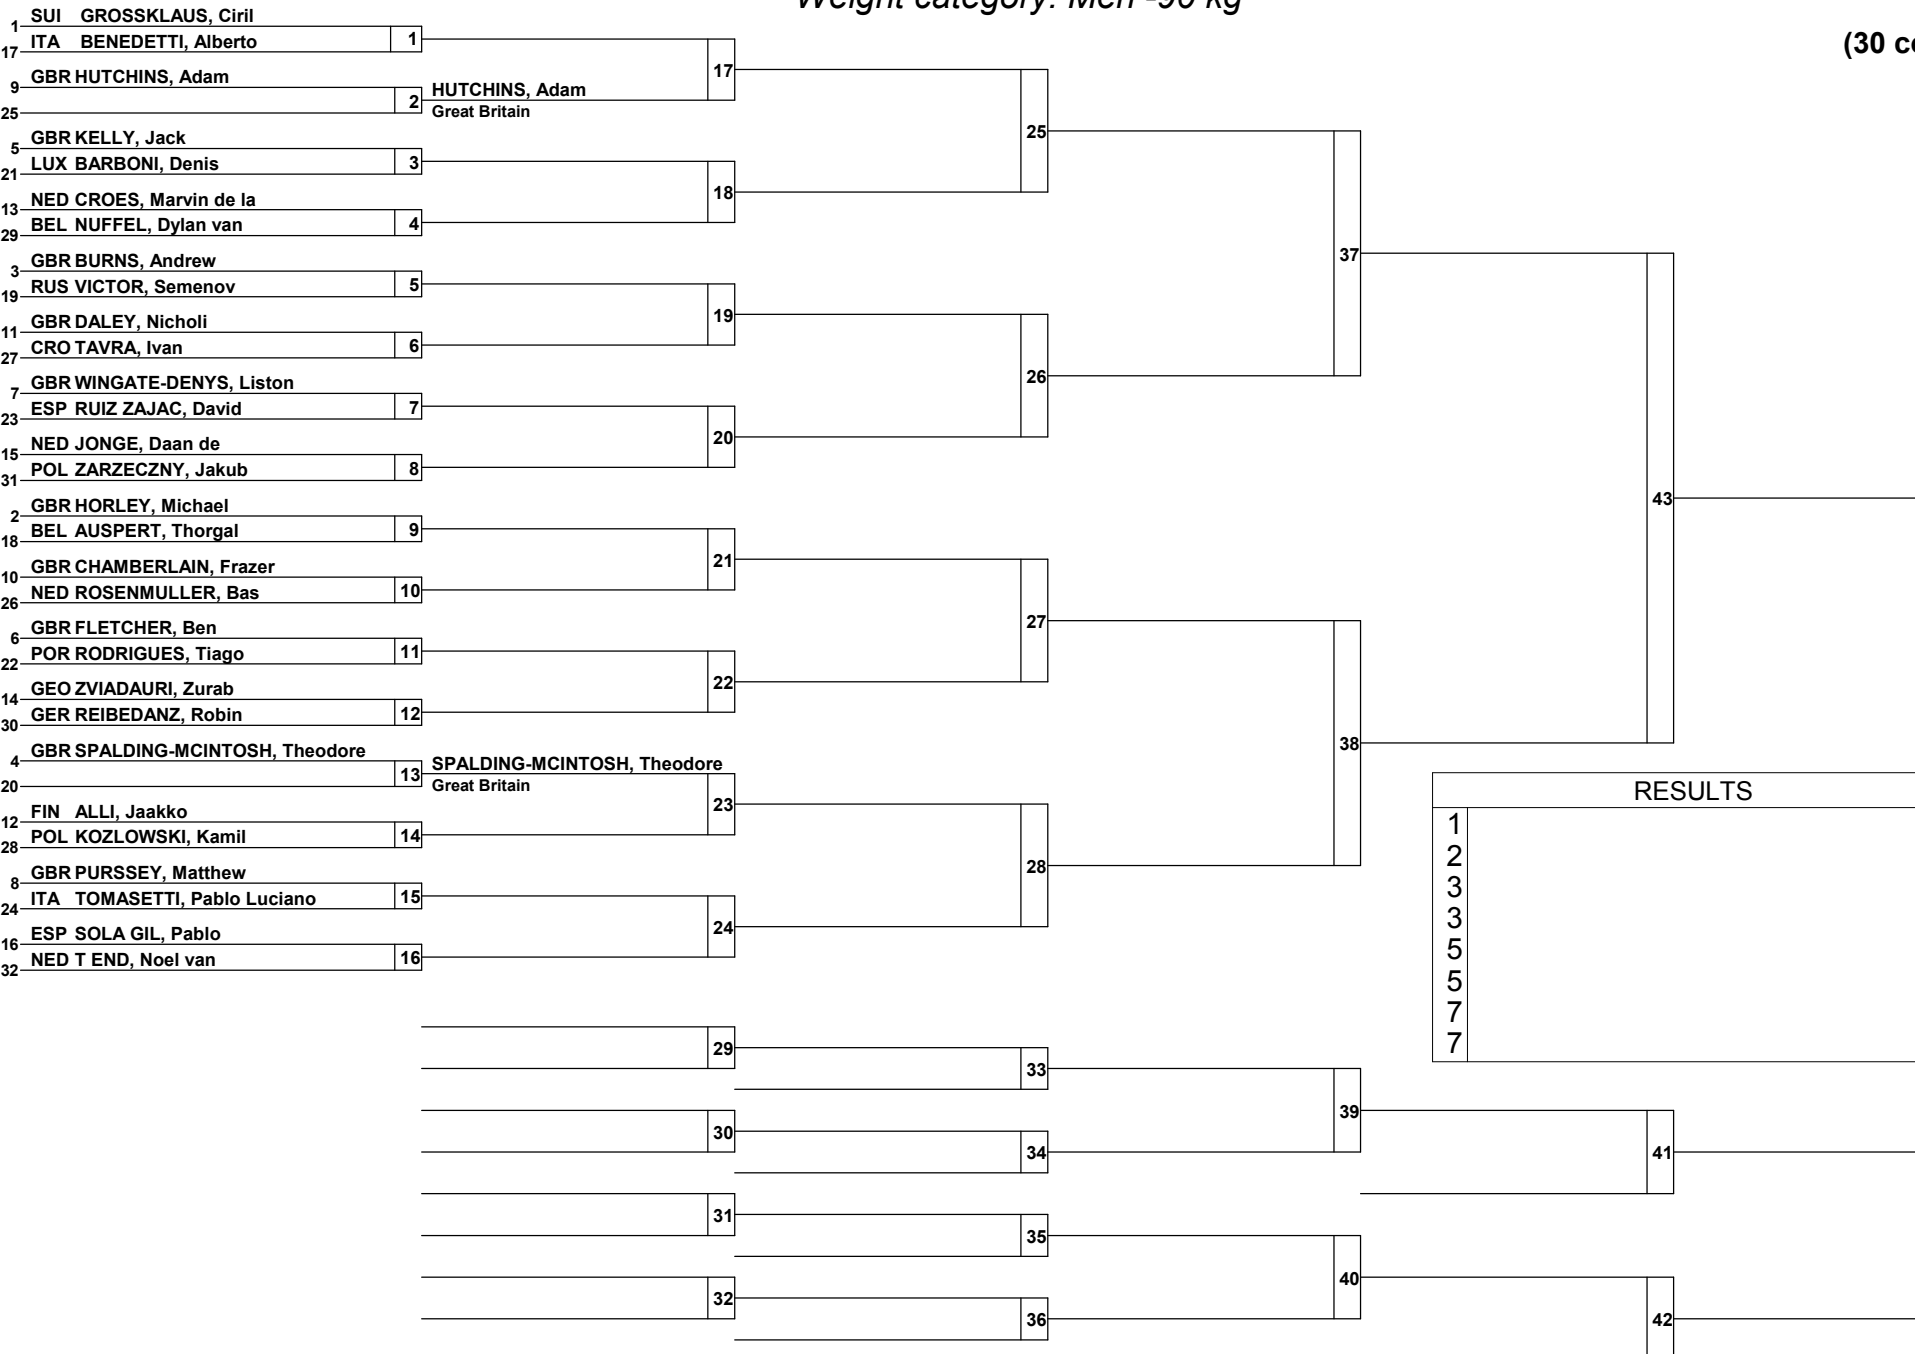 Weight category: Men -90 kg
(30 c
1 SUI GROSSKLAUS, Ciril
17 ITA BENEDETTI, Alberto 1
9 GBR HUTCHINS, Adam
25 2 HUTCHINS, Adam
Great Britain
5 GBR KELLY, Jack
21 LUX BARBONI, Denis 3
13 NED CROES, Marvin de la
29 BEL NUFFEL, Dylan van 4
3 GBR BURNS, Andrew
19 RUS VICTOR, Semenov 5
11 GBR DALEY, Nicholi
27 CRO TAVRA, Ivan 6
7 GBR WINGATE-DENYS, Liston
23 ESP RUIZ ZAJAC, David 7
15 NED JONGE, Daan de
31 POL ZARZECZNY, Jakub 8
2 GBR HORLEY, Michael
18 BEL AUSPERT, Thorgal 9
10 GBR CHAMBERLAIN, Frazer
26 NED ROSENMULLER, Bas 10
6 GBR FLETCHER, Ben
22 POR RODRIGUES, Tiago 11
14 GEO ZVIADAURI, Zurab
30 GER REIBEDANZ, Robin 12
4 GBR SPALDING-MCINTOSH, Theodore
20 13 SPALDING-MCINTOSH, Theodore
Great Britain
12 FIN ALLI, Jaakko
28 POL KOZLOWSKI, Kamil 14
8 GBR PURSSEY, Matthew
24 ITA TOMASETTI, Pablo Luciano 15
16 ESP SOLA GIL, Pablo
32 NED T END, Noel van 16
17
18
19
20
21
22
23
24
25
26
27
28
37
38
43
RESULTS
1
2
3
3
5
5
7
7
29
30
31
32
33
34
35
36
39
40
41
42